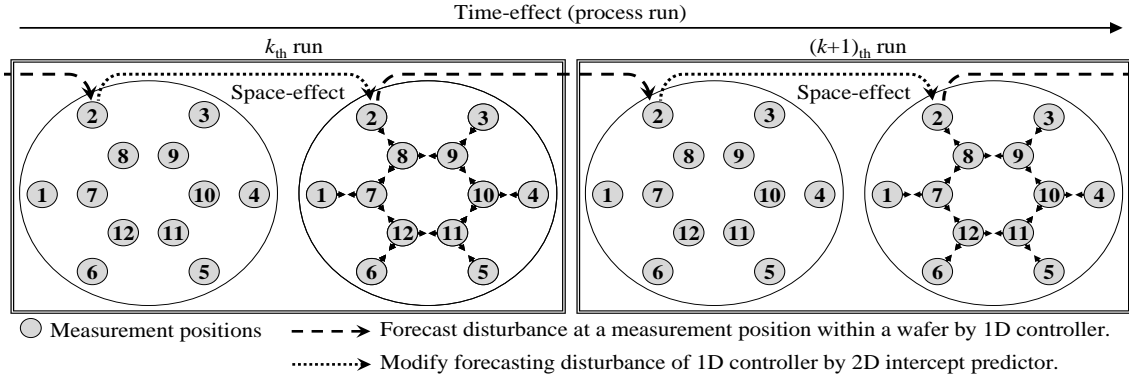 Time-effect (process run)
kth run
(k+1)th run
Space-effect
Space-effect
2 3
8 9
1 7 10 4
12 11
6 5
2 3
8 9
1 7 10 4
12 11
6 5
2 3
8 9
1 7 10 4
12 11
6 5
2 3
8 9
1 7 10 4
12 11
6 5
Measurement positions
Forecast disturbance at a measurement position within a wafer by 1D controller.
Modify forecasting disturbance of 1D controller by 2D intercept predictor.